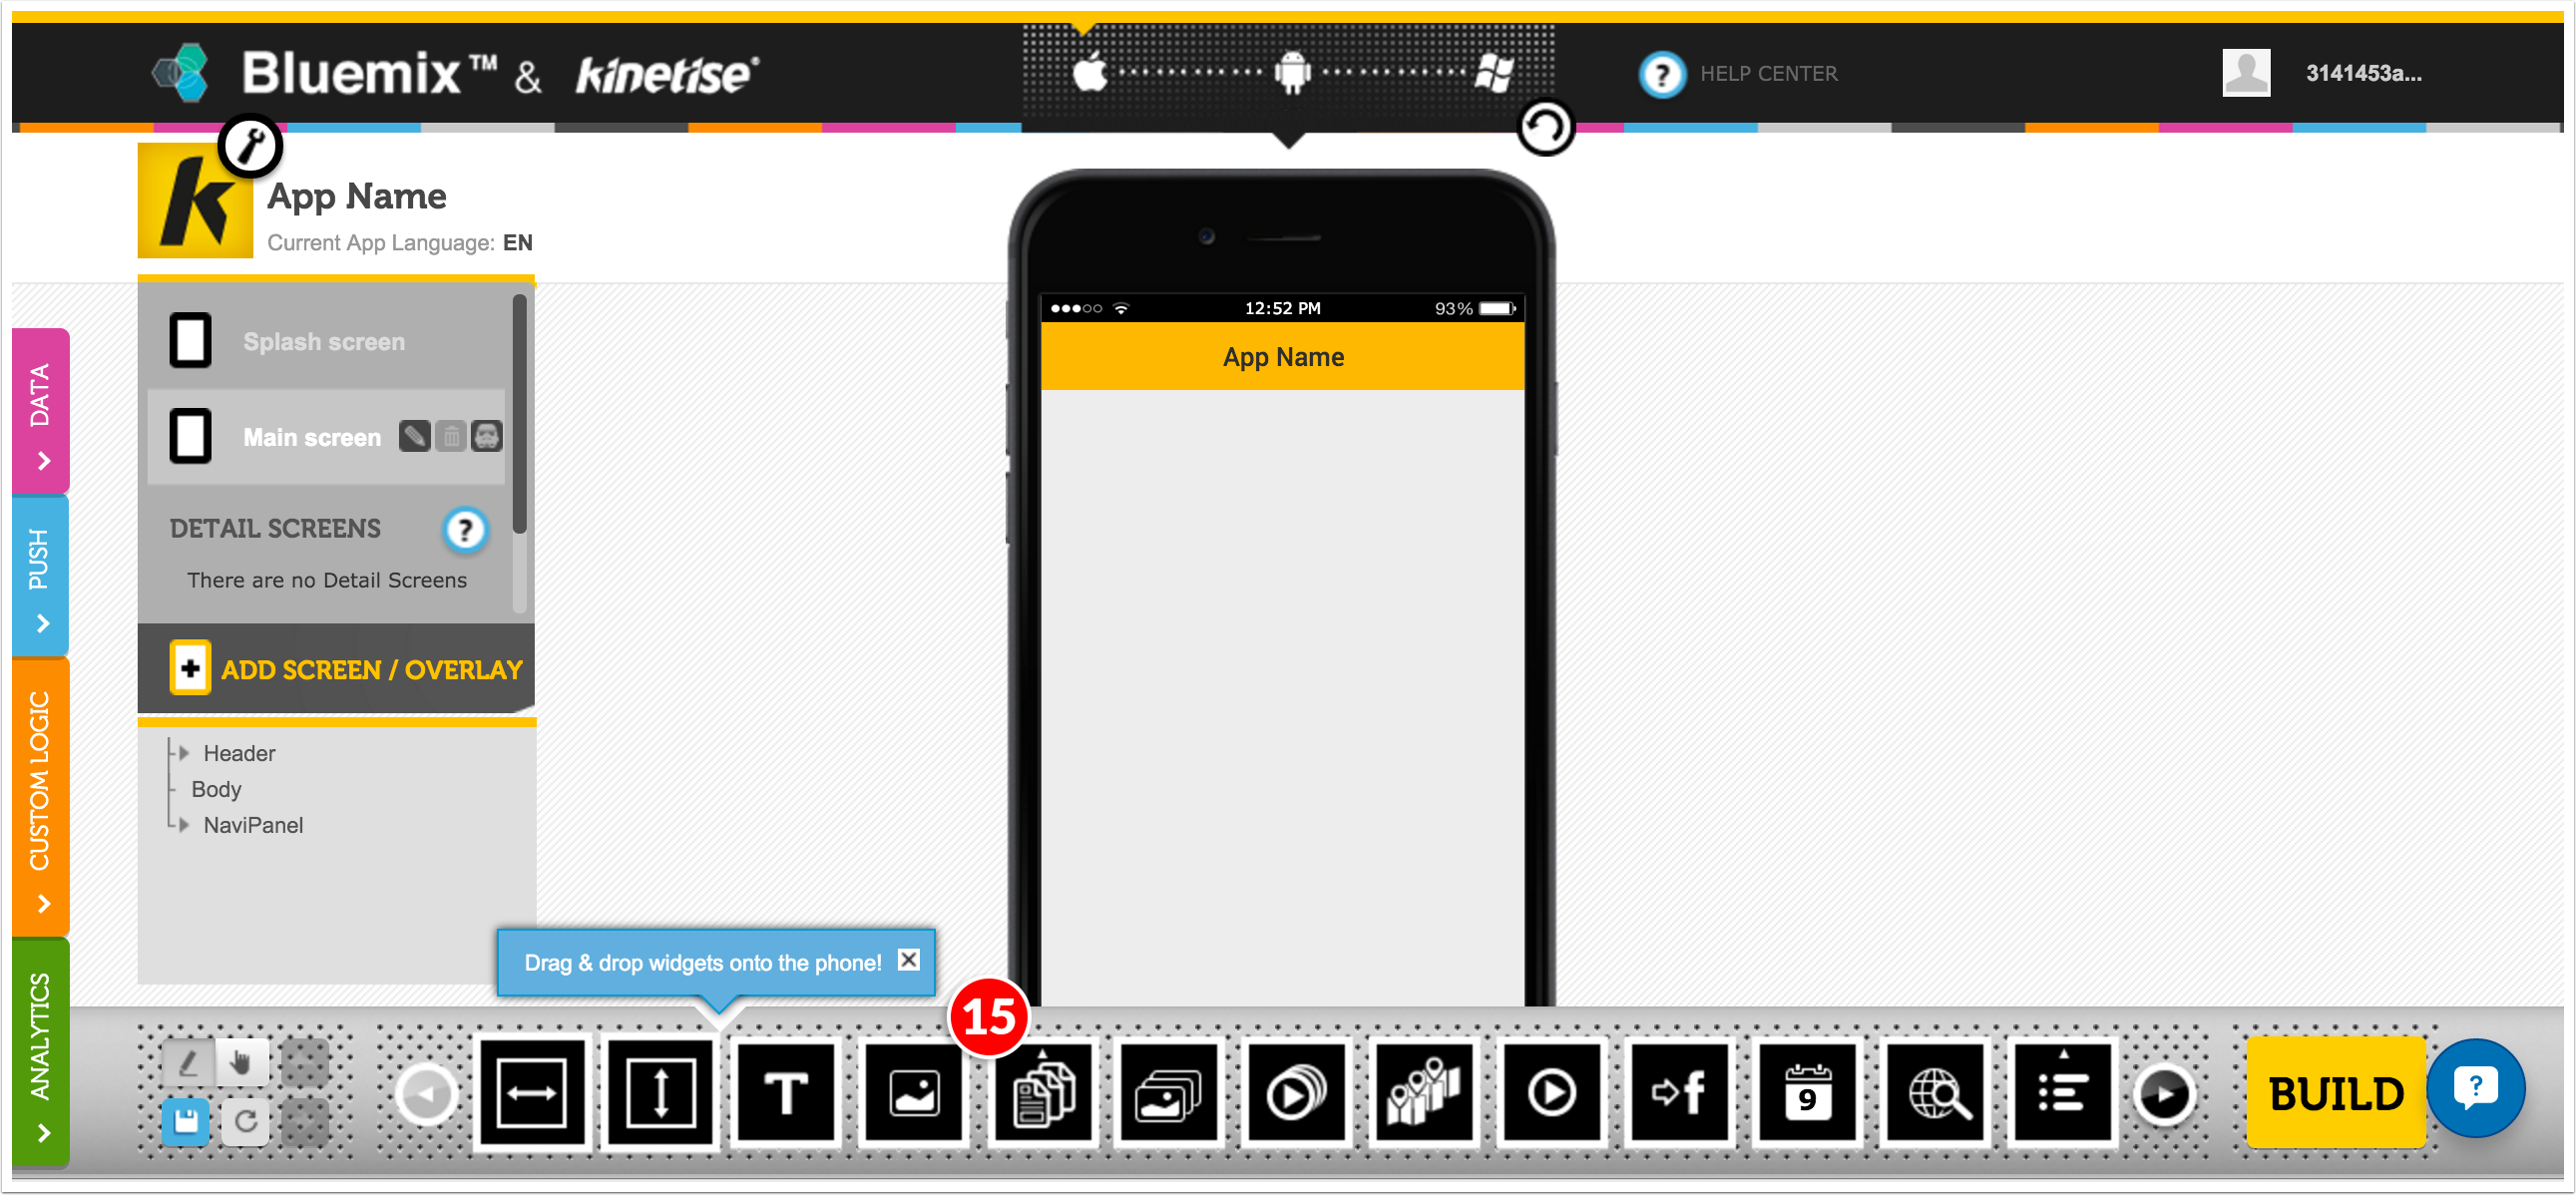 Bluemix™ & kinetise®
HELP CENTER
3141453a...
App Name
Current App Language: EN
Splash screen
Main screen
DETAIL SCREENS
?
There are no Detail Screens
ADD SCREEN / OVERLAY
Header
Body
NaviPanel
DATA
PUSH
CUSTOM LOGIC
ANALYTICS
12:52 PM
93%
App Name
Drag & drop widgets onto the phone!
15
T
f
9
BUILD
?